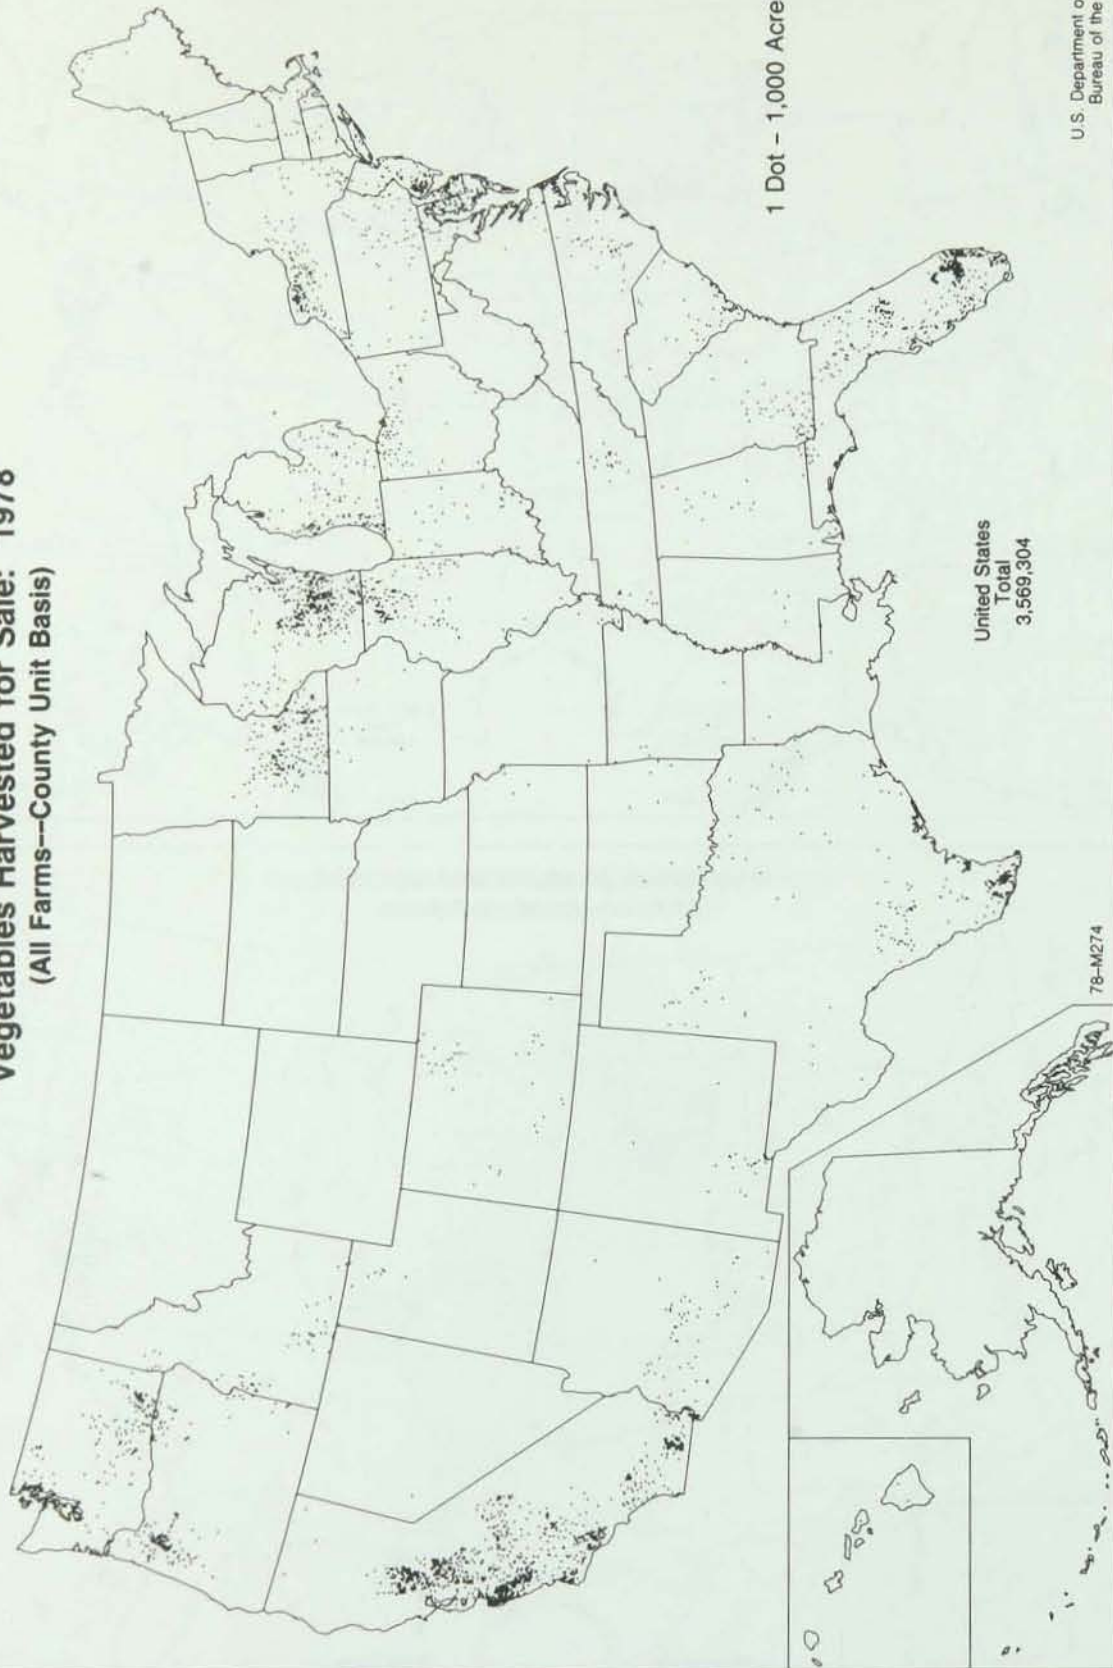 Vegetables Harvested for Sale: 1978
(All Farms—County Unit Basis)
1 Dot – 1,000 Acre
United States
Total
3,569,304
78–M274
U.S. Department o
Bureau of the